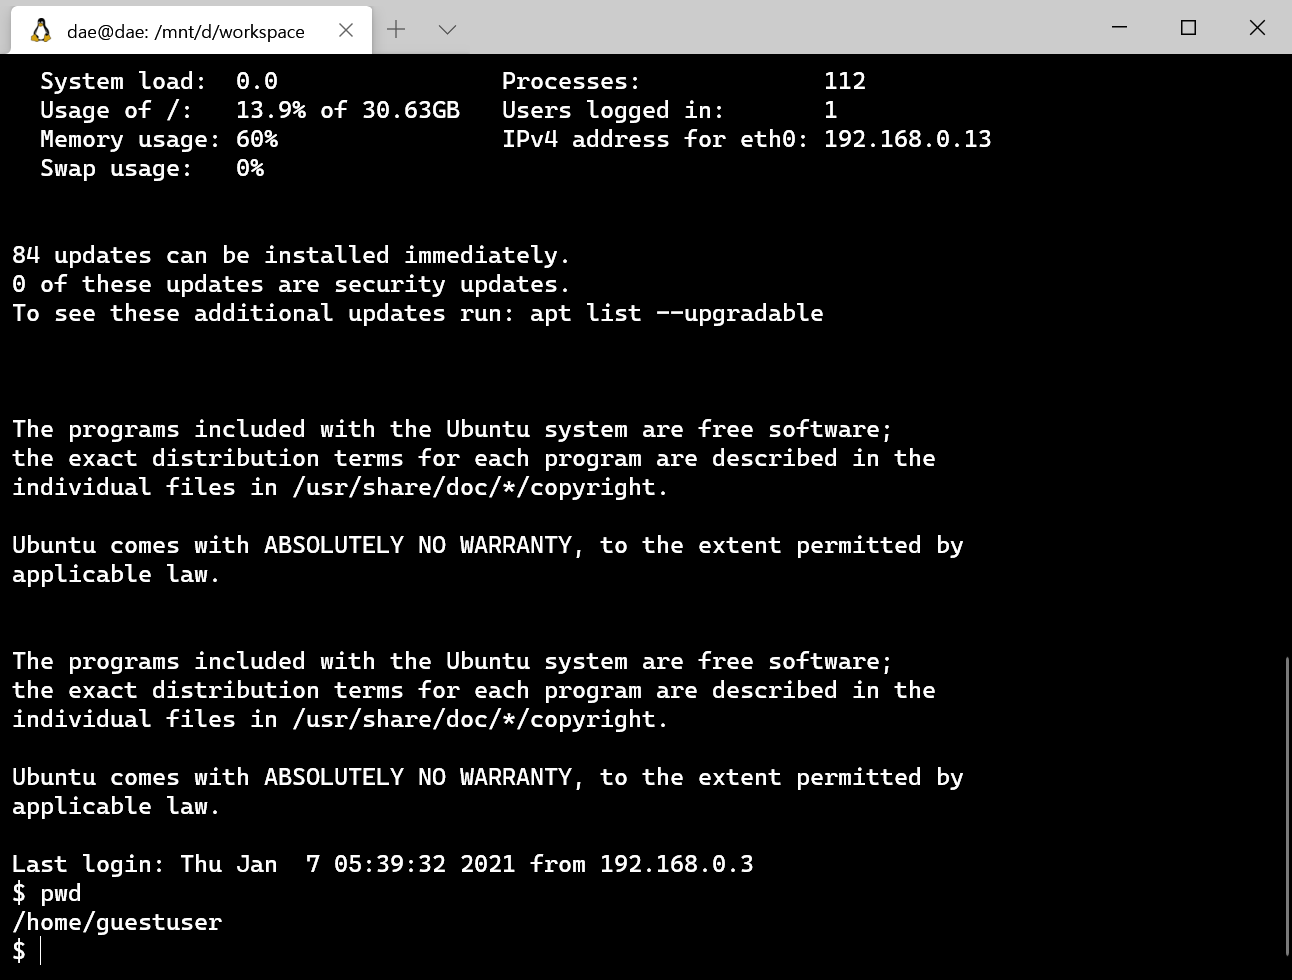 dae@dae: /mnt/d/workspace
System load:  0.0                Processes:             112
Usage of /:   13.9% of 30.63GB   Users logged in:       1
Memory usage: 60%                IPv4 address for eth0: 192.168.0.13
Swap usage:   0%
84 updates can be installed immediately.
0 of these updates are security updates.
To see these additional updates run: apt list --upgradable
The programs included with the Ubuntu system are free software;
the exact distribution terms for each program are described in the
individual files in /usr/share/doc/*/copyright.
Ubuntu comes with ABSOLUTELY NO WARRANTY, to the extent permitted by
applicable law.
The programs included with the Ubuntu system are free software;
the exact distribution terms for each program are described in the
individual files in /usr/share/doc/*/copyright.
Ubuntu comes with ABSOLUTELY NO WARRANTY, to the extent permitted by
applicable law.
Last login: Thu Jan  7 05:39:32 2021 from 192.168.0.3
$ pwd
/home/guestuser
$